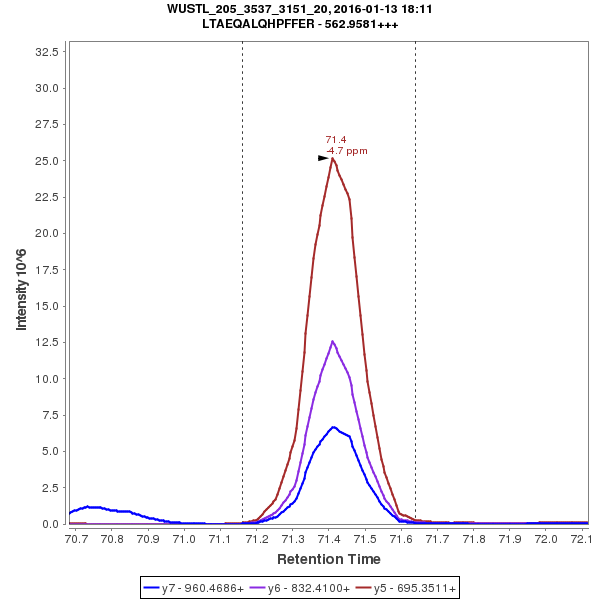 WUSTL_205_3537_3151_20, 2016-01-13 18:11
LTAEQALQHPFFER - 562.9581+++
32.5
30.0
27.5
25.0
22.5
20.0
17.5
15.0
12.5
10.0
7.5
5.0
2.5
0.0
Intensity 10^6
71.4
-4.7 ppm
70.7 70.8 70.9 71.0 71.1 71.2 71.3 71.4 71.5 71.6 71.7 71.8 71.9 72.0 72.1
Retention Time
y7 - 960.4686+ y6 - 832.4100+ y5 - 695.3511+